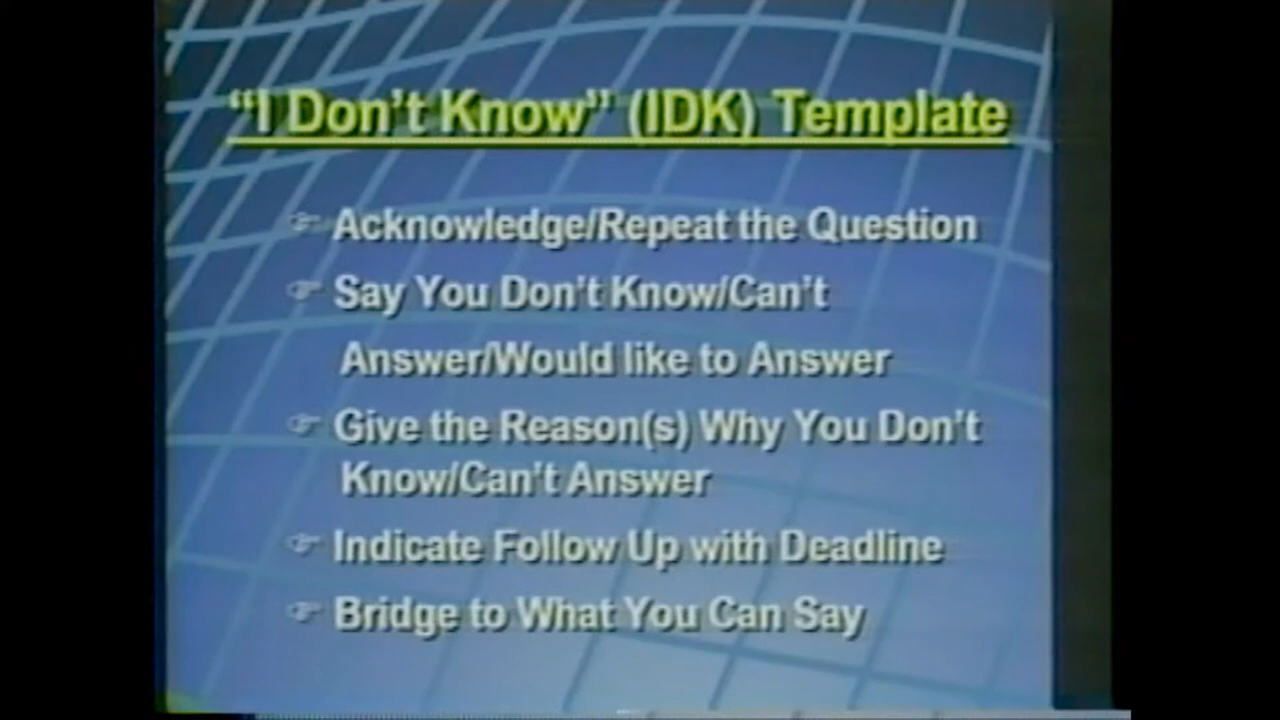 “I Don’t Know” (IDK) Template
Acknowledge/Repeat the Question
Say You Don’t Know/Can’t
Answer/Would like to Answer
Give the Reason(s) Why You Don’t
Know/Can’t Answer
Indicate Follow Up with Deadline
Bridge to What You Can Say